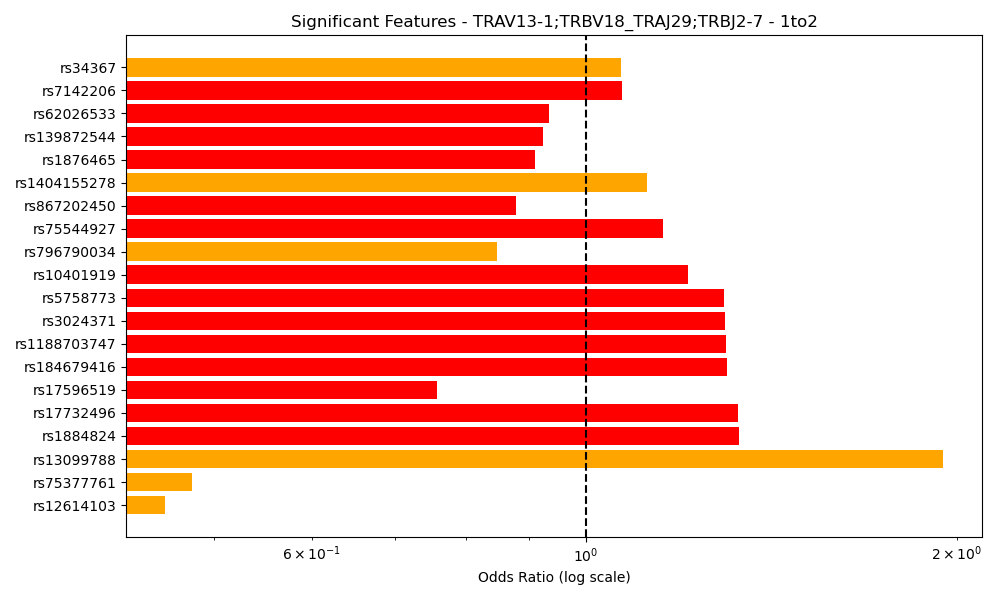 Significant Features - TRAV13-1;TRBV18_TRAJ29;TRBJ2-7 - 1to2
rs34367
rs7142206
rs62026533
rs139872544
rs1876465
rs1404155278
rs867202450
rs75544927
rs796790034
rs10401919
rs5758773
rs3024371
rs1188703747
rs184679416
rs17596519
rs17732496
rs1884824
rs13099788
rs75377761
rs12614103
6 × 10⁻¹ 10⁰ 2 × 10⁰
Odds Ratio (log scale)